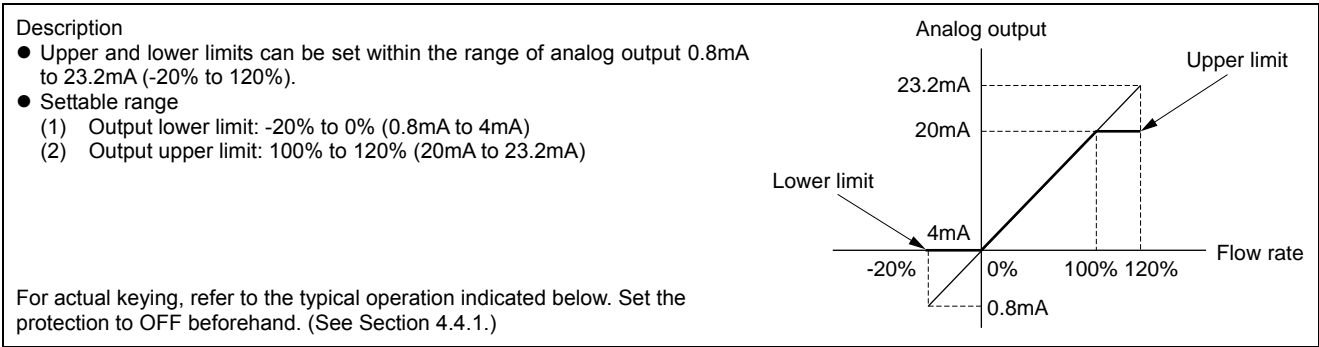 Description
● Upper and lower limits can be set within the range of analog output 0.8mA
to 23.2mA (-20% to 120%).
● Settable range
(1) Output lower limit: -20% to 0% (0.8mA to 4mA)
(2) Output upper limit: 100% to 120% (20mA to 23.2mA)
For actual keying, refer to the typical operation indicated below. Set the
protection to OFF beforehand. (See Section 4.4.1.)
Analog output
Upper limit
23.2mA
20mA
Lower limit
4mA
Flow rate
-20%
0%
100%
120%
0.8mA